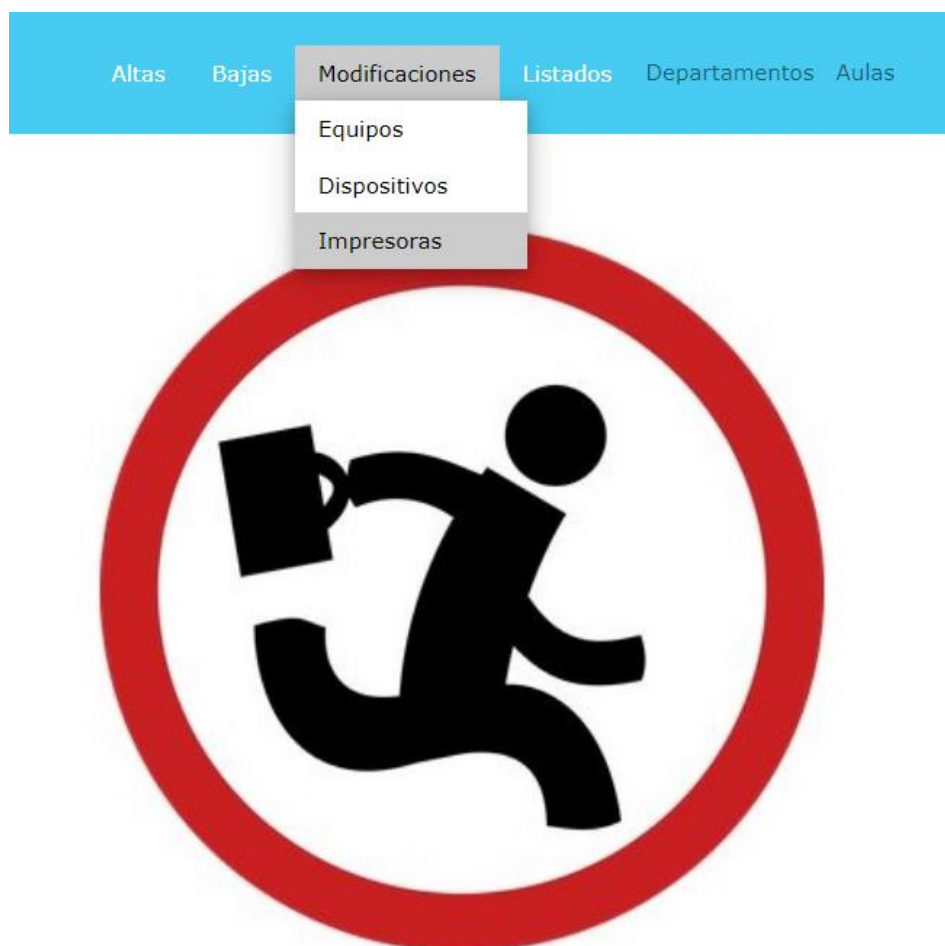 Altas Bajas Modificaciones Listados Departamentos Aulas
Equipos
Dispositivos
Impresoras